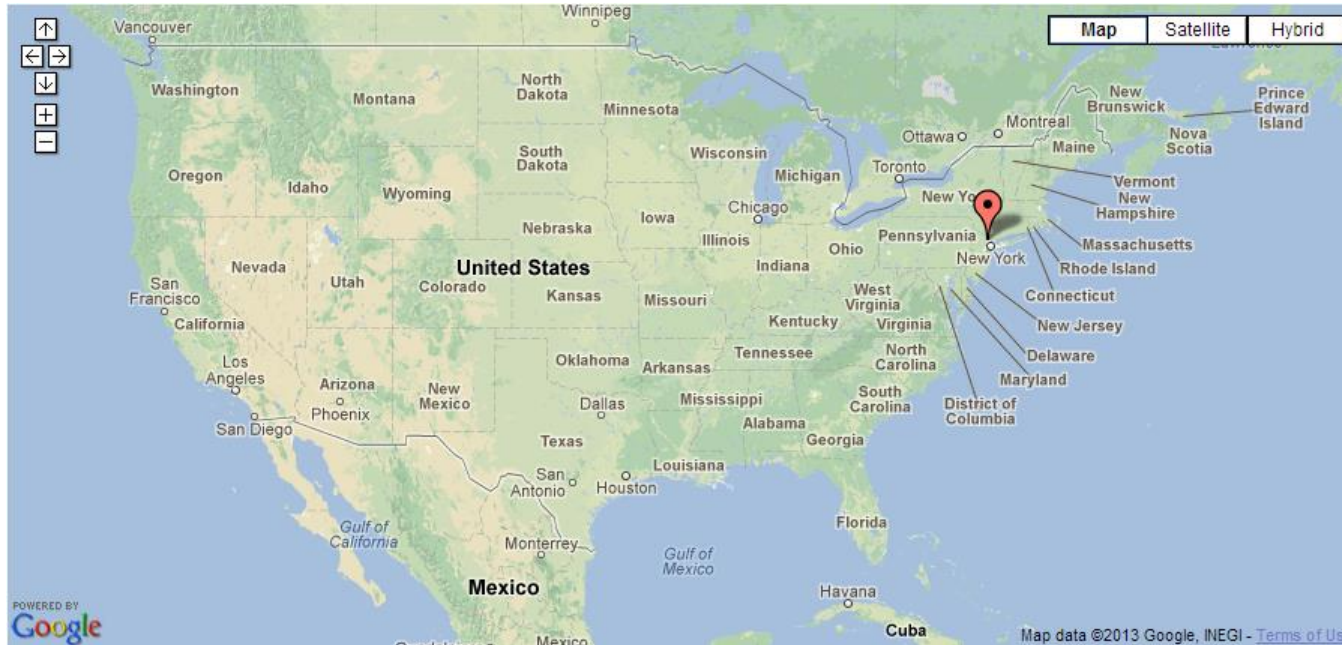 Winnipeg
Vancouver
Map
Satellite
Hybrid
Washington
Montana
North
Dakota
Minnesota
New
Brunswick
Prince
Edward
Island
Ottawa
Montreal
Nova
Scotia
Maine
South
Dakota
Wisconsin
Toronto
Michigan
Oregon
Idaho
Wyoming
Vermont
New
Hampshire
Chicago
Iowa
Nebraska
Illinois
Pennsylvania
Ohio
Massachusetts
New York
Indiana
Rhode Island
United States
Nevada
Utah
Colorado
Kansas
Missouri
West
Virginia
Connecticut
San
Francisco
California
Kentucky
Virginia
New Jersey
Oklahoma
Arkansas
Tennessee
North
Carolina
Delaware
Maryland
Los
Angeles
Arizona
New
Mexico
Phoenix
San Diego
Dallas
Mississippi
South
Carolina
District of
Columbia
Alabama
Georgia
Texas
Louisiana
San
Antonio
Houston
Florida
Gulf of
California
Monterrey
Gulf of
Mexico
Mexico
Havana
Cuba
POWERED BY
Google
Mexico
Map data ©2013 Google, INEGI - Terms of Us